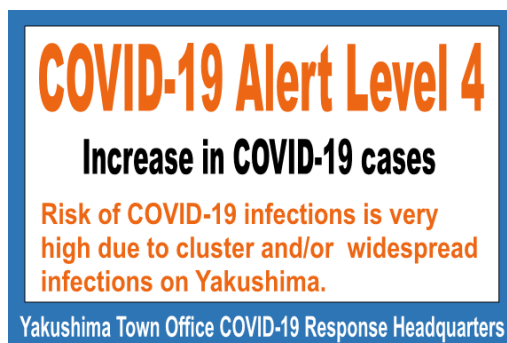 COVID-19 Alert Level 4
Increase in COVID-19 cases
Risk of COVID-19 infections is very
high due to cluster and/or widespread
infections on Yakushima.
Yakushima Town Office COVID-19 Response Headquarters